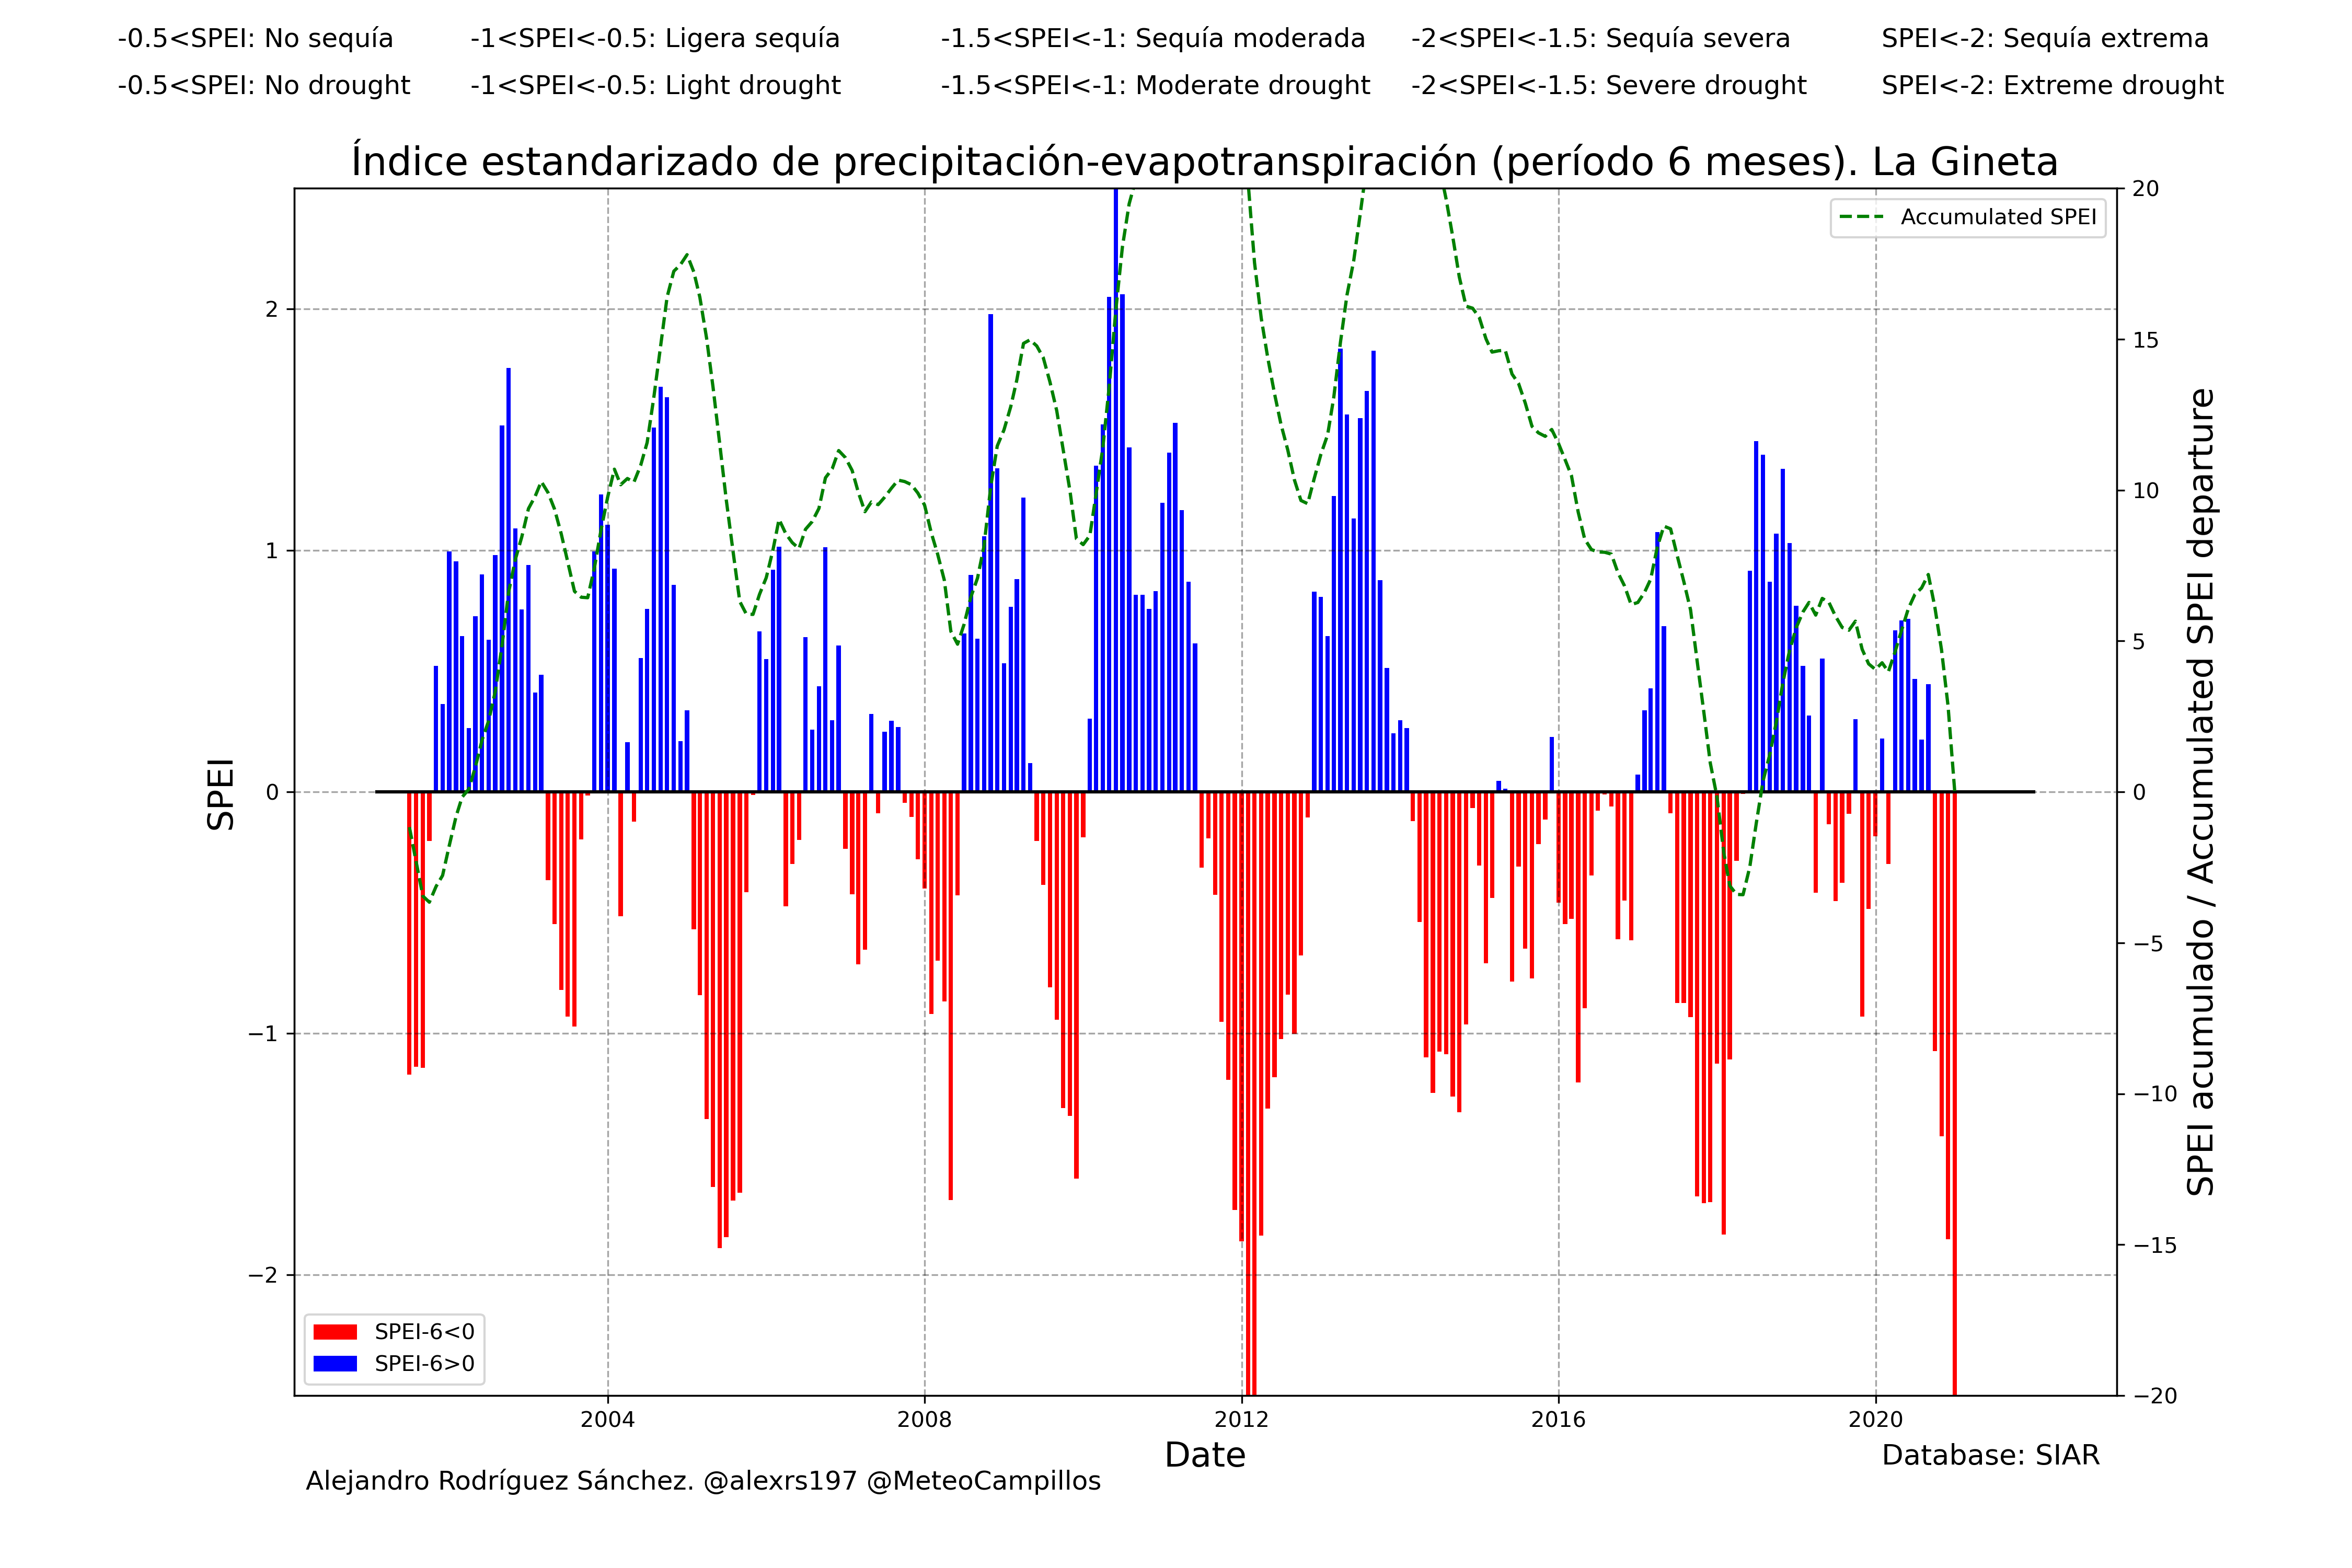 -0.5<SPEI: No sequía -1<SPEI<-0.5: Ligera sequía -1.5<SPEI<-1: Sequía moderada -2<SPEI<-1.5: Sequía severa SPEI<-2: Sequía extrema
-0.5<SPEI: No drought -1<SPEI<-0.5: Light drought -1.5<SPEI<-1: Moderate drought -2<SPEI<-1.5: Severe drought SPEI<-2: Extreme drought
Índice estandarizado de precipitación-evapotranspiración (período 6 meses). La Gineta
Accumulated SPEI
SPEI
2
1
0
−1
−2
20
15
10
5
0
−5
−10
−15
−20
SPEI acumulado / Accumulated SPEI departure
SPEI-6<0
SPEI-6>0
2004 2008 2012 2016 2020
Date
Database: SIAR
Alejandro Rodríguez Sánchez. @alexrs197 @MeteoCampillos